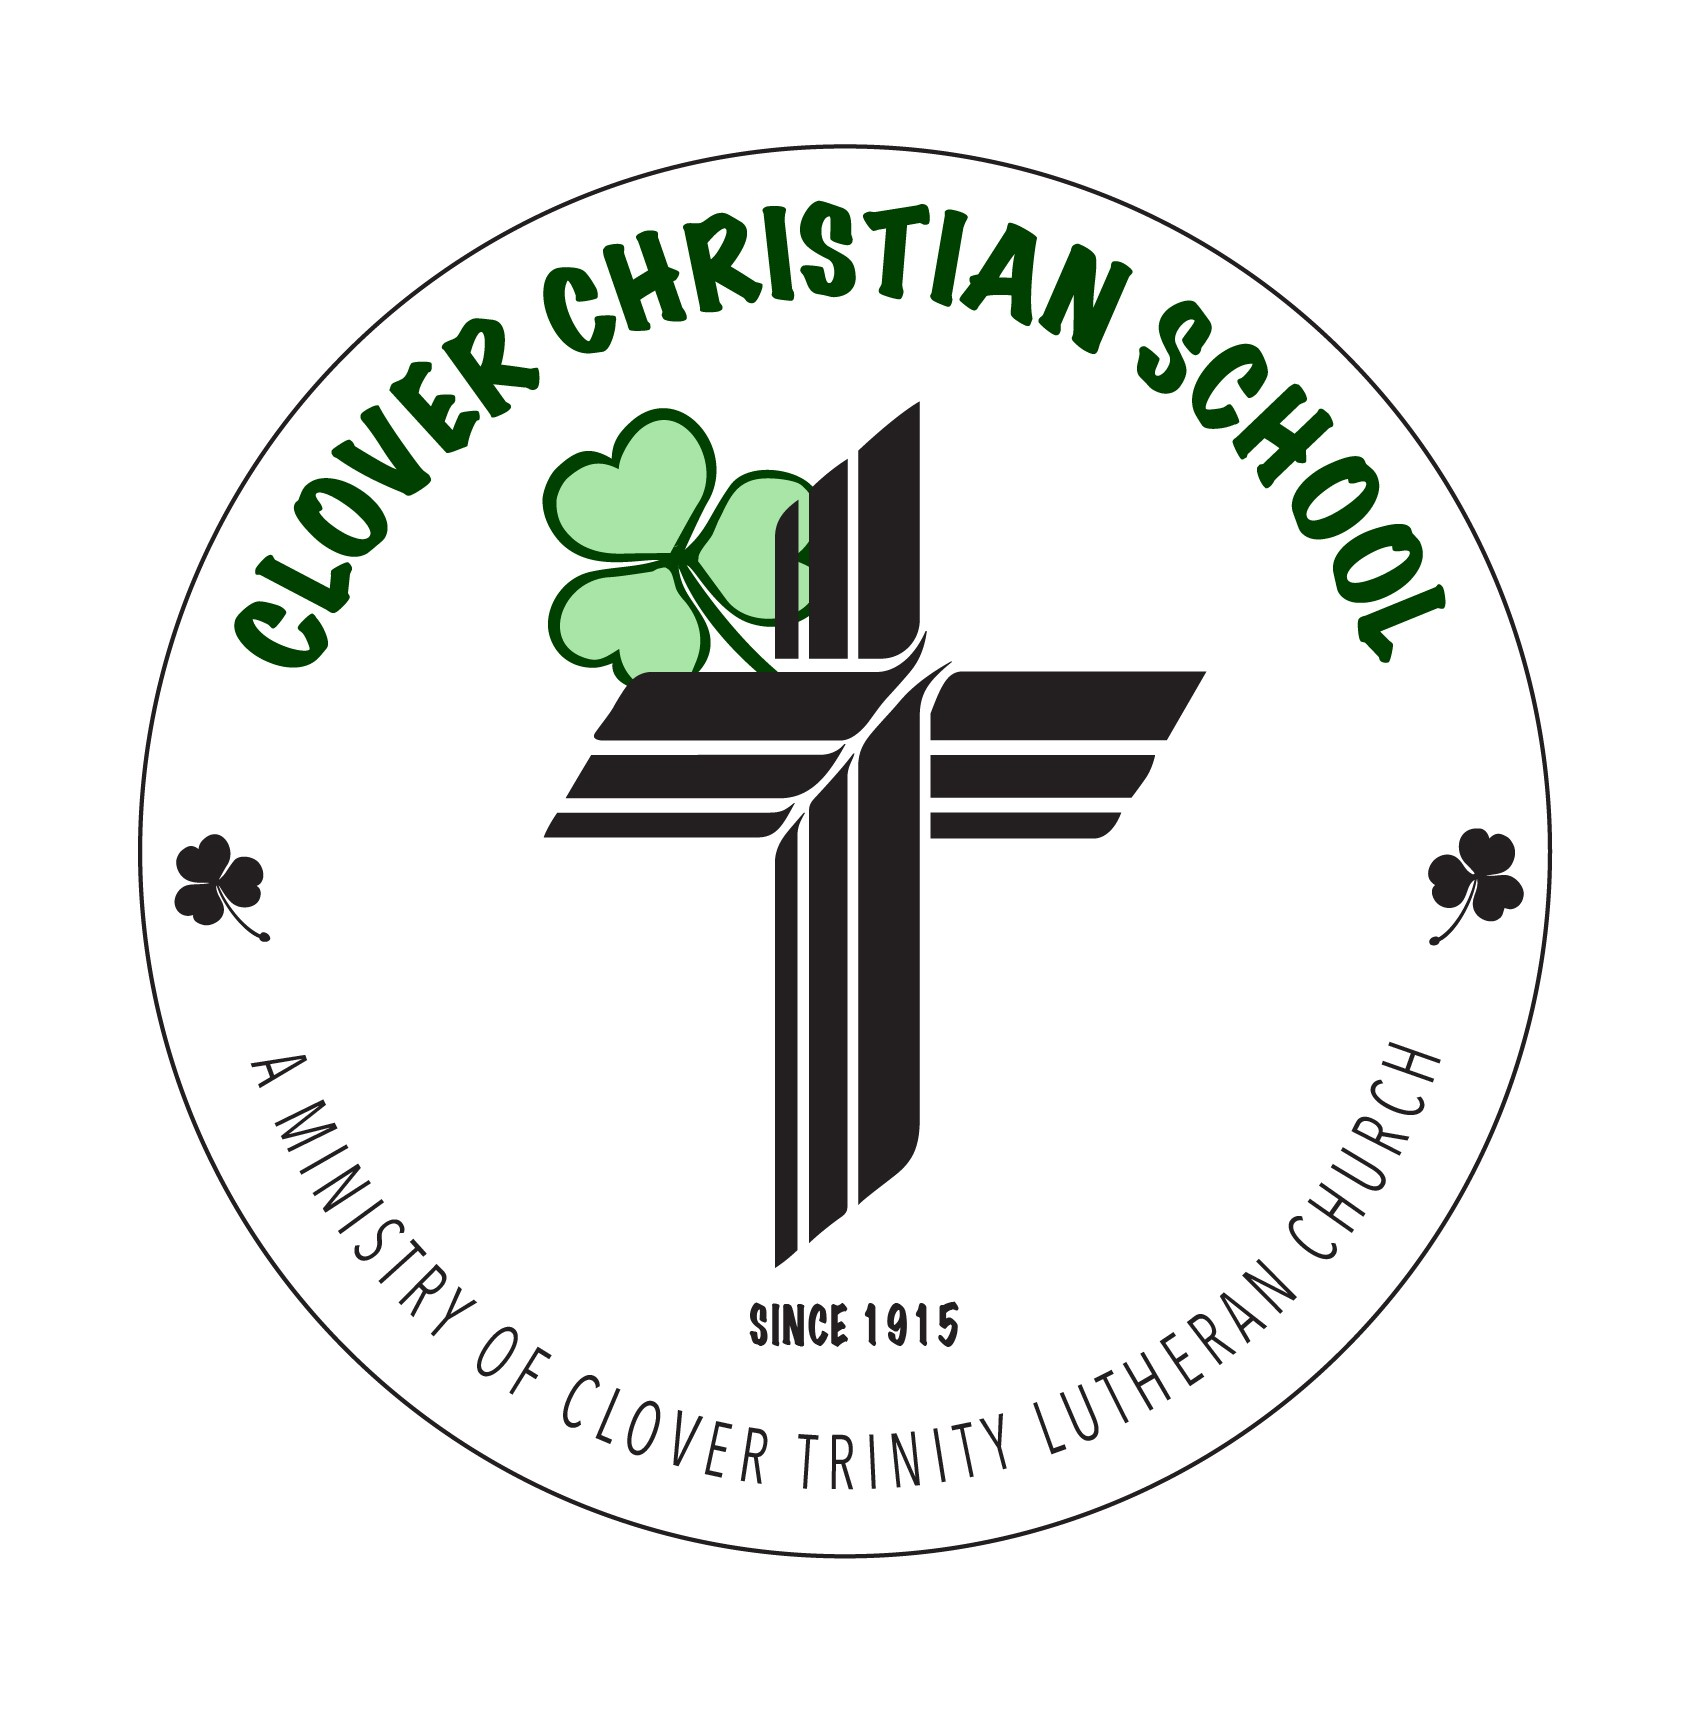 CLOVER CHRISTIAN SCHOOL
SINCE 1915
A MINISTRY OF CLOVER TRINITY LUTHERAN CHURCH